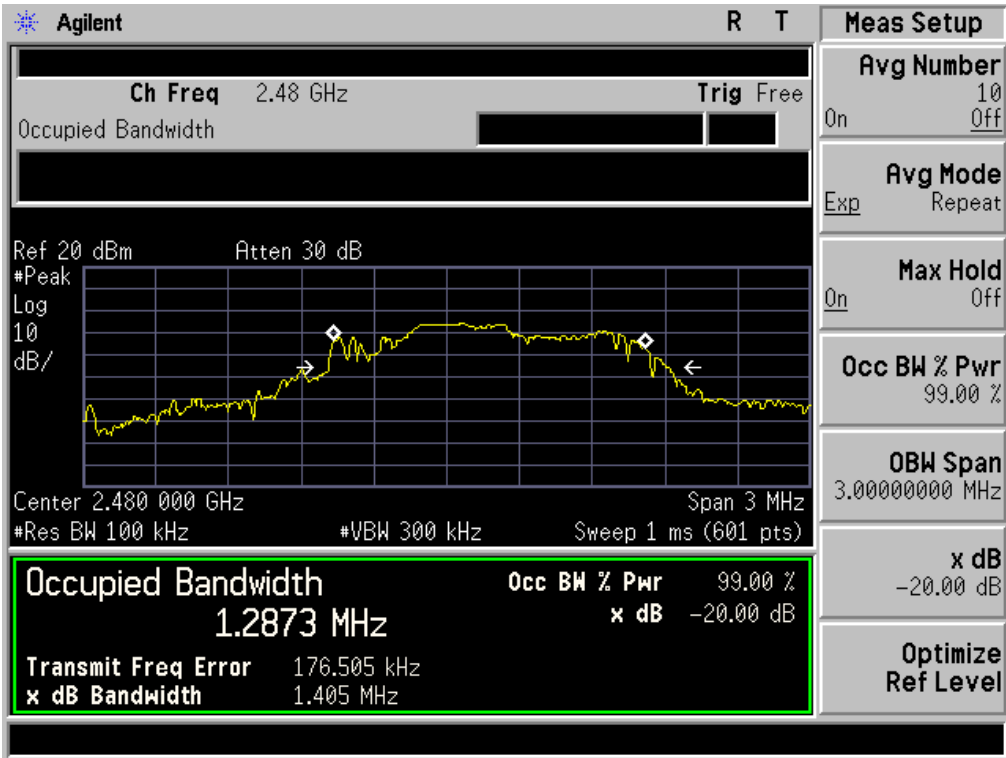 Agilent R T
Ch Freq 2.48 GHz Trig Free
Occupied Bandwidth
Ref 20 dBm Atten 30 dB
#Peak
Log
10
dB/
Center 2.480 000 GHz Span 3 MHz
#Res BW 100 kHz #VBW 300 kHz Sweep 1 ms (601 pts)
Occupied Bandwidth Occ BW % Pwr 99.00 %
1.2873 MHz x dB -20.00 dB
Transmit Freq Error 176.505 kHz
x dB Bandwidth 1.405 MHz
Meas Setup
Avg Number
10
On Off
Avg Mode
Exp Repeat
Max Hold
On Off
Occ BW % Pwr
99.00 %
OBW Span
3.00000000 MHz
x dB
-20.00 dB
Optimize
Ref Level